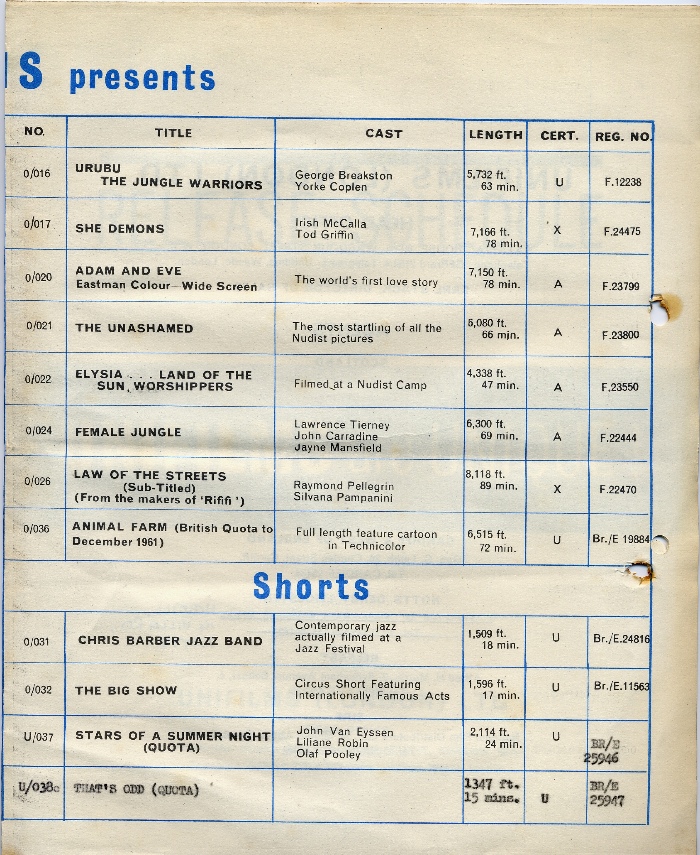 S presents
NO. TITLE CAST LENGTH CERT. REG. NO.
0/016 URUBU THE JUNGLE WARRIORS George Breakston Yorke Coplen 5,732 ft. 63 min. U F.12238
0/017 SHE DEMONS Irish McCalla Tod Griffin 7,166 ft. 78 min. X F.24475
0/020 ADAM AND EVE Eastman Colour—Wide Screen The world's first love story 7,150 ft. 78 min. A F.23799
0/021 THE UNASHAMED The most startling of all the Nudist pictures 6,080 ft. 66 min. A F.23800
0/022 ELYSIA . . . LAND OF THE SUN WORSHIPPERS Filmed at a Nudist Camp 4,338 ft. 47 min. A F.23550
0/024 FEMALE JUNGLE Lawrence Tierney John Carradine Jayne Mansfield 6,300 ft. 69 min. A F.22444
0/026 LAW OF THE STREETS (Sub-Titled) (From the makers of 'Rififi') Raymond Pellegrin Silvana Pampanini 8,118 ft. 89 min. X F.22470
0/036 ANIMAL FARM (British Quota to December 1961) Full length feature cartoon in Technicolor 6,515 ft. 72 min. U Br./E 19884
Shorts
0/031 CHRIS BARBER JAZZ BAND Contemporary jazz actually filmed at a Jazz Festival 1,509 ft. 18 min. U Br./E.24816
0/032 THE BIG SHOW Circus Short Featuring Internationally Famous Acts 1,596 ft. 17 min. U Br./E.11563
U/037 STARS OF A SUMMER NIGHT (QUOTA) John Van Eyssen Liliane Robin Olaf Pooley 2,114 ft. 24 min. U BR/E 25946
U/038c THAT'S ODD (QUOTA) 1347 ft. 15 mins. U BR/E 25947